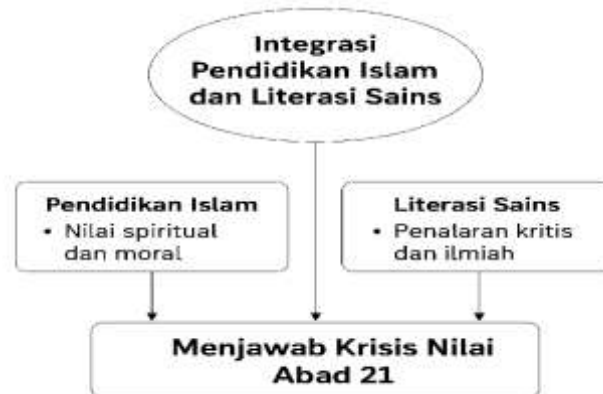 Integrasi
Pendidikan Islam
dan Literasi Sains
Pendidikan Islam
• Nilai spiritual
dan moral
Literasi Sains
• Penalaran kritis
dan ilmiah
Menjawab Krisis Nilai
Abad 21